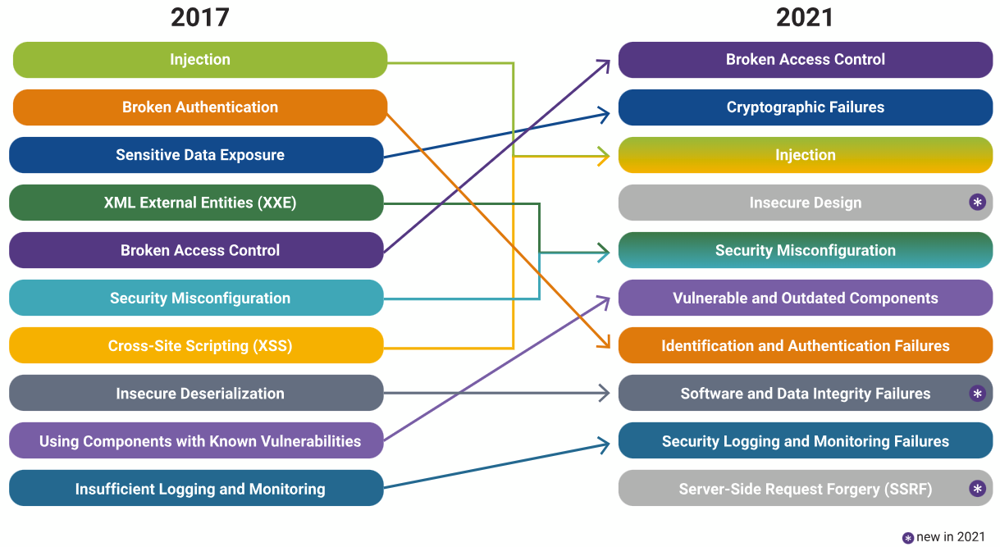 2017
2021
Injection
Broken Access Control
Broken Authentication
Cryptographic Failures
Sensitive Data Exposure
Injection
XML External Entities (XXE)
Insecure Design *
Broken Access Control
Security Misconfiguration
Security Misconfiguration
Vulnerable and Outdated Components
Cross-Site Scripting (XSS)
Identification and Authentication Failures
Insecure Deserialization
Software and Data Integrity Failures *
Using Components with Known Vulnerabilities
Security Logging and Monitoring Failures
Insufficient Logging and Monitoring
Server-Side Request Forgery (SSRF) *
* new in 2021